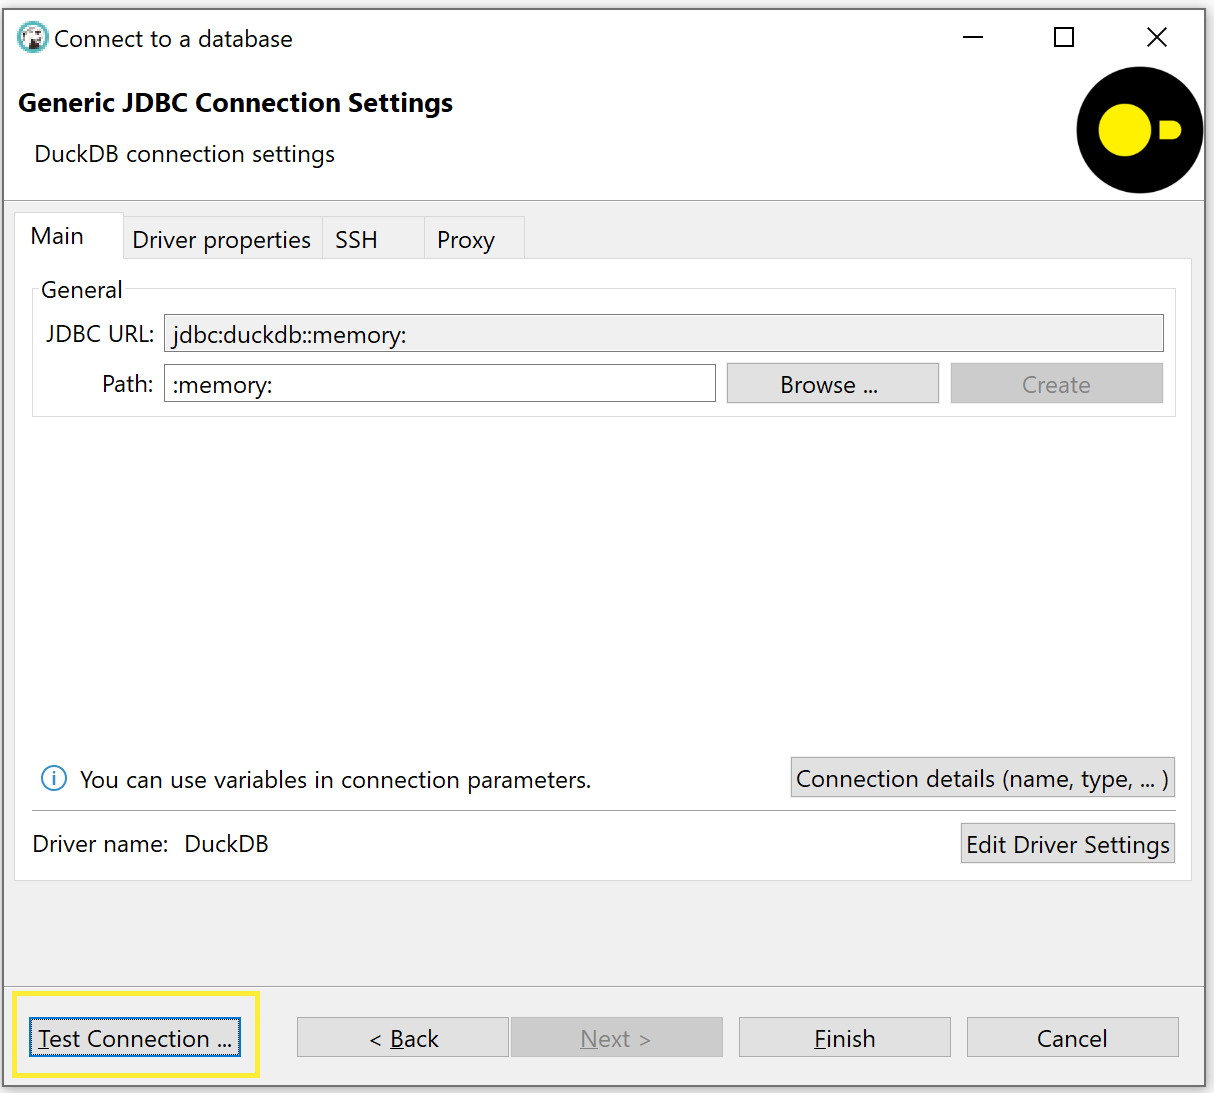 Connect to a database
Generic JDBC Connection Settings
DuckDB connection settings
Main Driver properties SSH Proxy
General
JDBC URL: jdbc:duckdb::memory:
Path: :memory: Browse ... Create
You can use variables in connection parameters. Connection details (name, type, ... )
Driver name: DuckDB Edit Driver Settings
Test Connection ... < Back Next > Finish Cancel